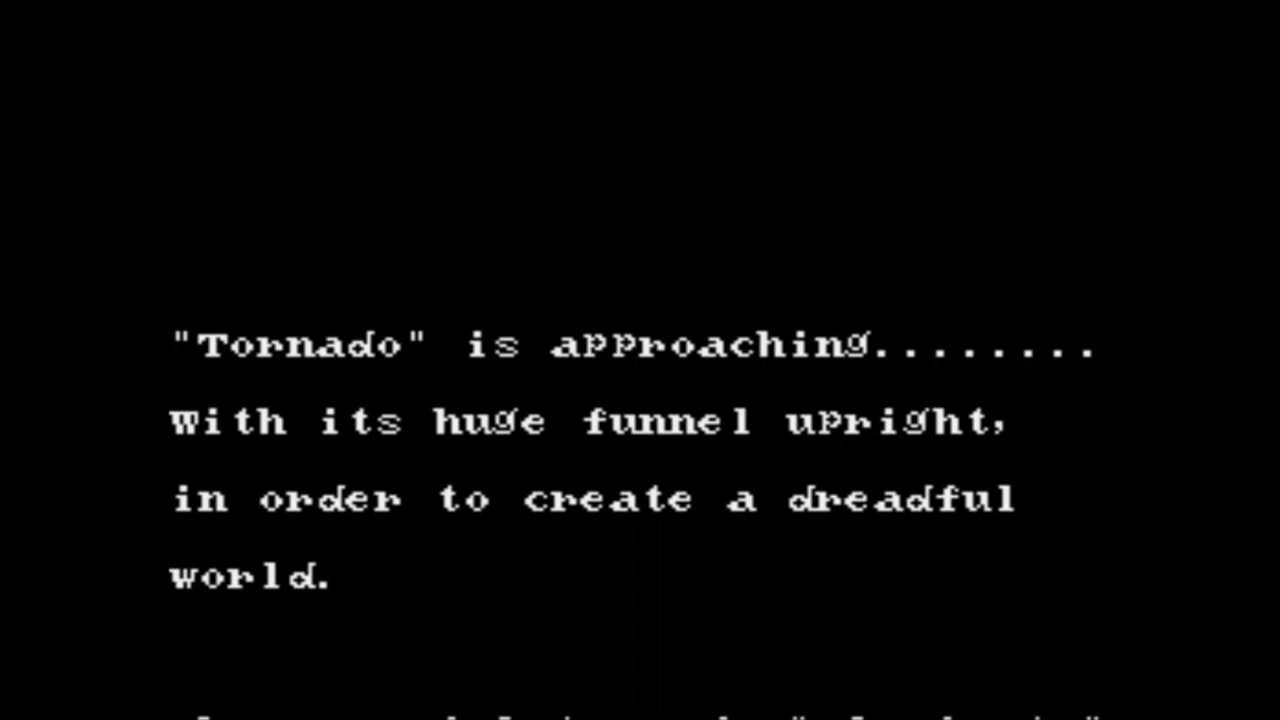 "Tornado" is approaching........
With its huge funnel upright,
in order to create a dreadful
world.